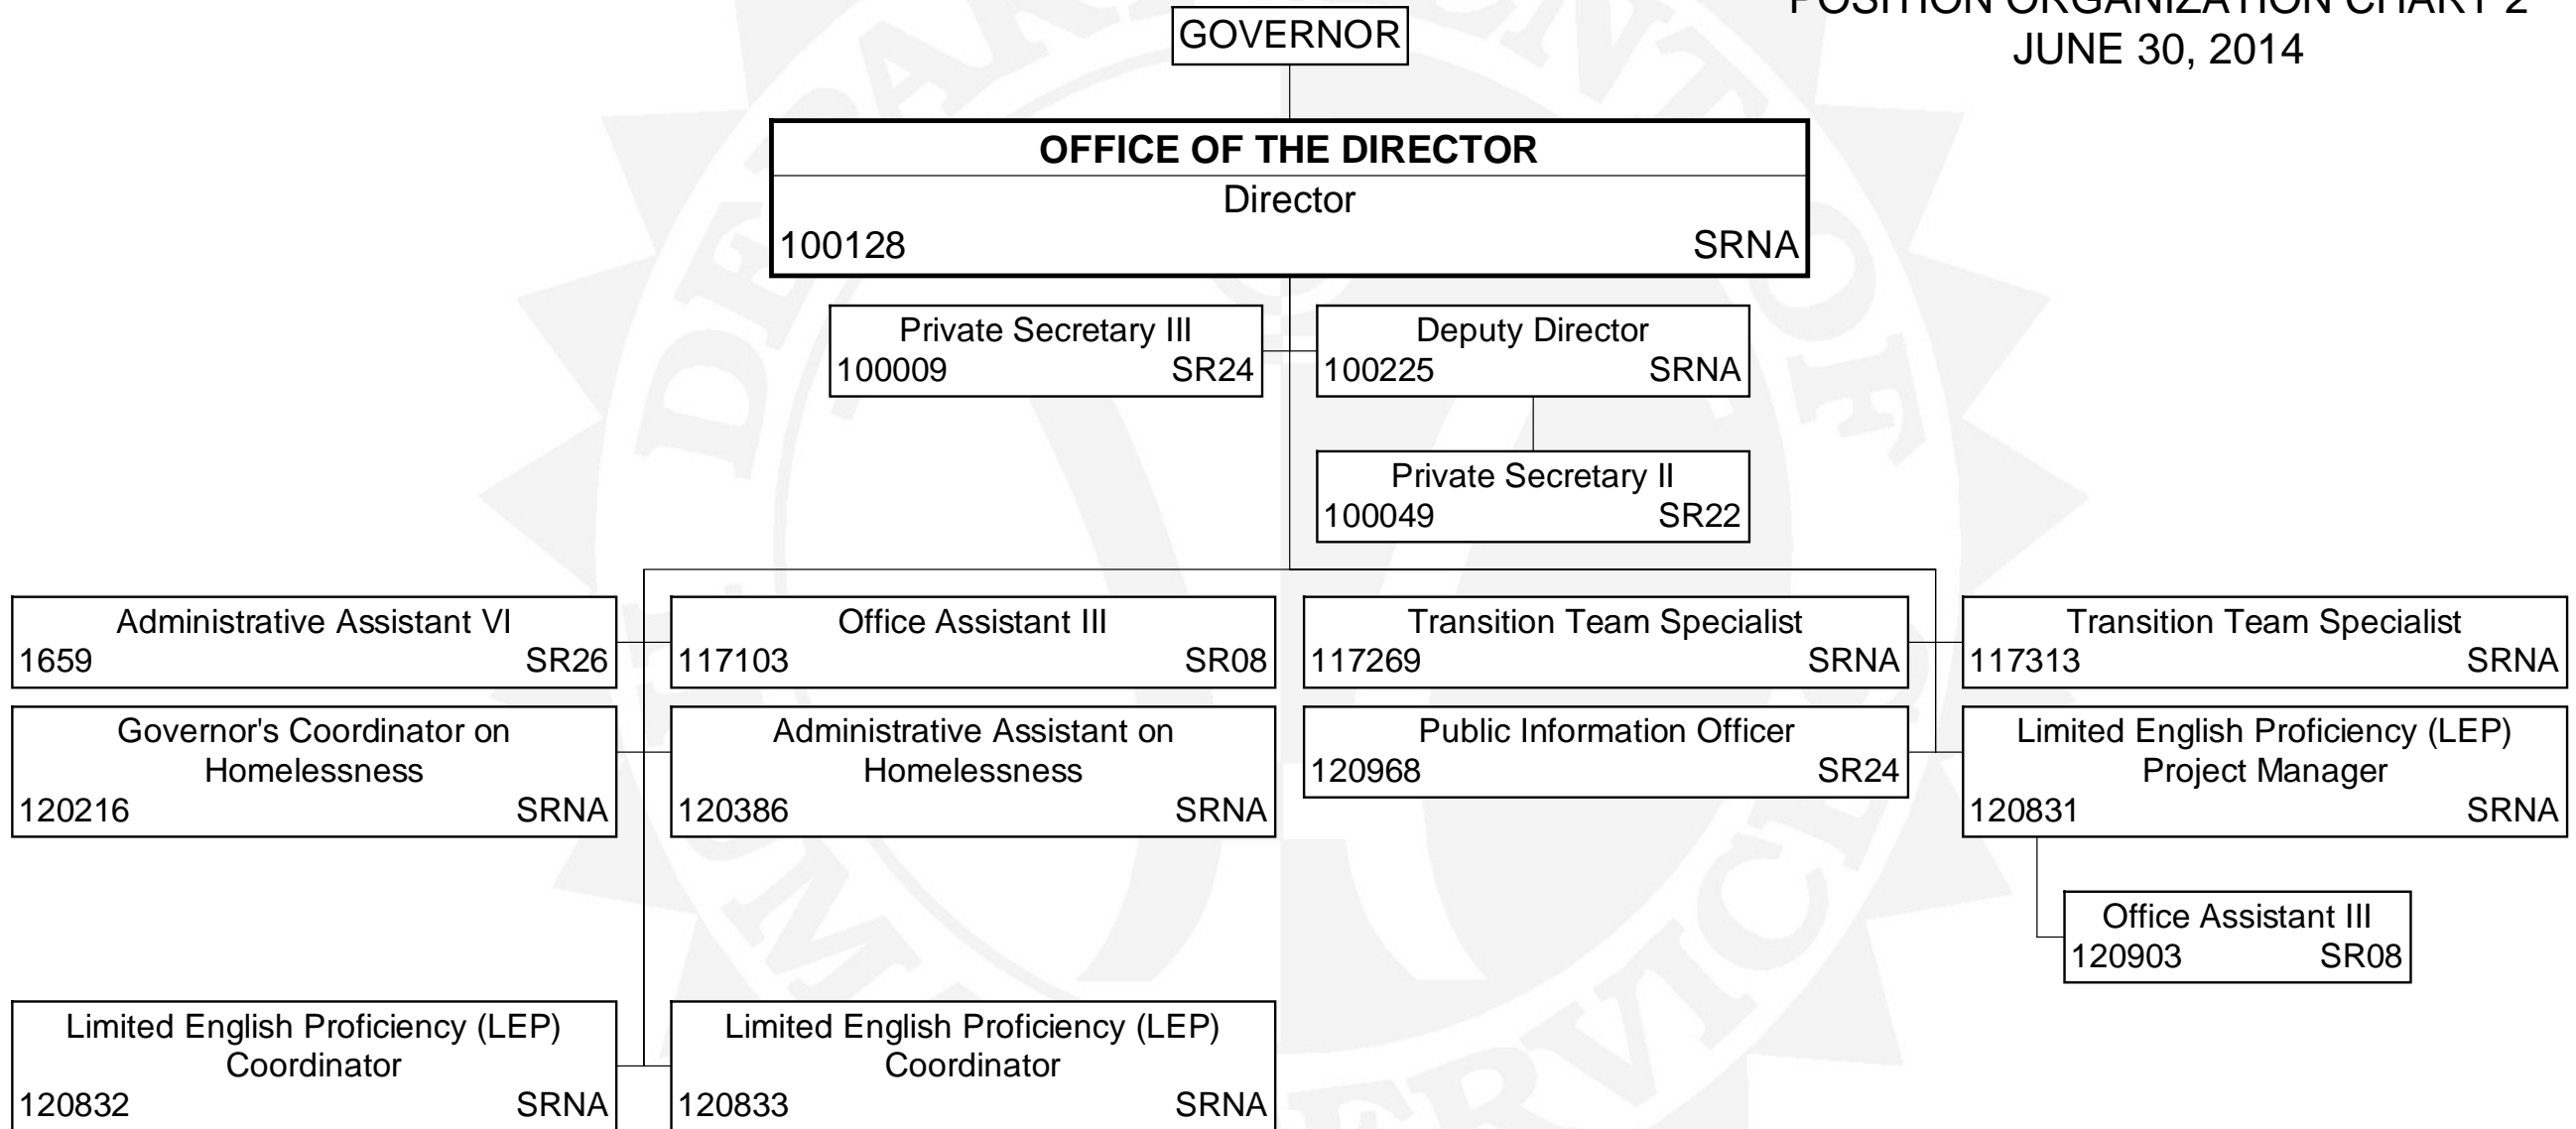 POSITION ORGANIZATION CHART 2
JUNE 30, 2014
GOVERNOR
OFFICE OF THE DIRECTOR
Director
100128 SRNA
Private Secretary III
100009 SR24
Deputy Director
100225 SRNA
Private Secretary II
100049 SR22
Administrative Assistant VI
1659 SR26
Office Assistant III
117103 SR08
Transition Team Specialist
117269 SRNA
Transition Team Specialist
117313 SRNA
Governor's Coordinator on
Homelessness
120216 SRNA
Administrative Assistant on
Homelessness
120386 SRNA
Public Information Officer
120968 SR24
Limited English Proficiency (LEP)
Project Manager
120831 SRNA
Office Assistant III
120903 SR08
Limited English Proficiency (LEP)
Coordinator
120832 SRNA
Limited English Proficiency (LEP)
Coordinator
120833 SRNA